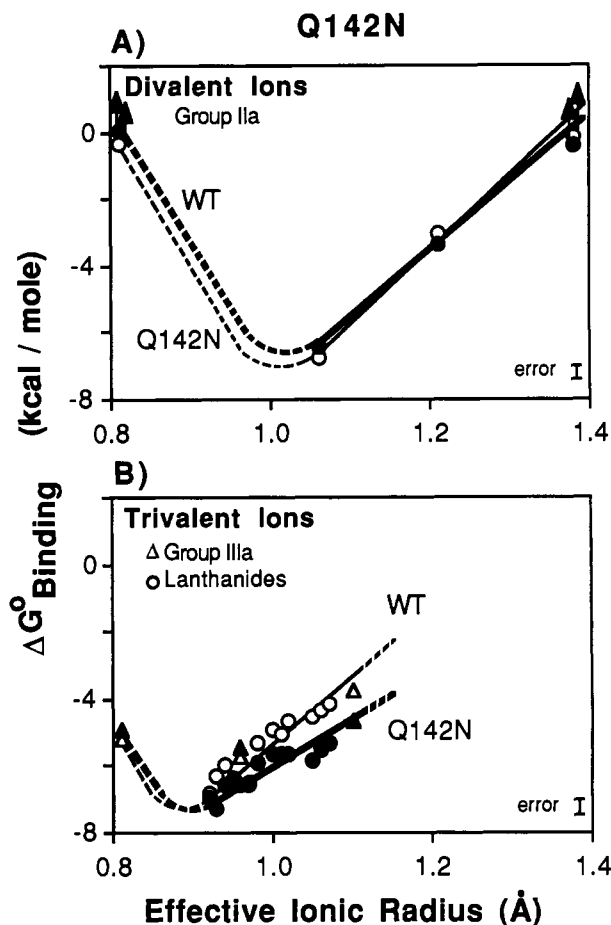 Q142N
A)
Divalent Ions
Group IIa
WT
Q142N
error
0
-4
-8
0.8 1.0 1.2 1.4
(kcal / mole)
B)
Trivalent Ions
△ Group IIIa
○ Lanthanides
WT
Q142N
error
0
-4
-8
0.8 1.0 1.2 1.4
ΔG° Binding
Effective Ionic Radius (Å)